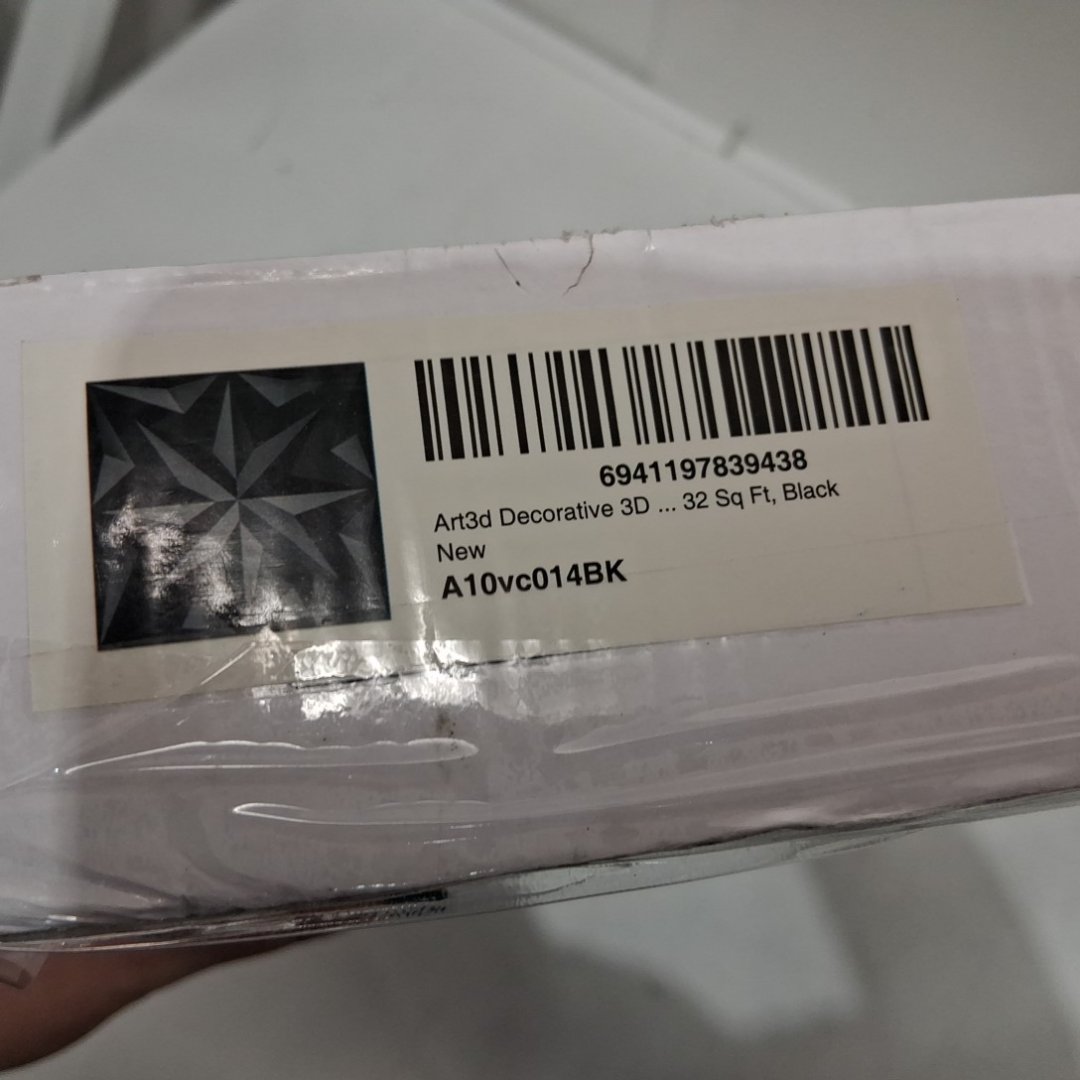 6941197839438
Art3d Decorative 3D ... 32 Sq Ft, Black
New
A10vc014BK